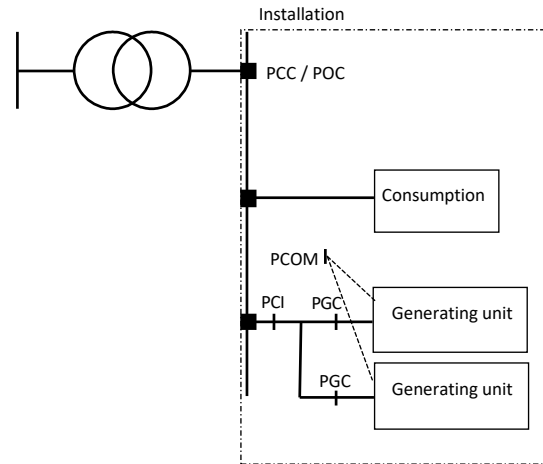 Installation
PCC / POC
Consumption
PCOM
PCI
PGC
Generating unit
PGC
Generating unit